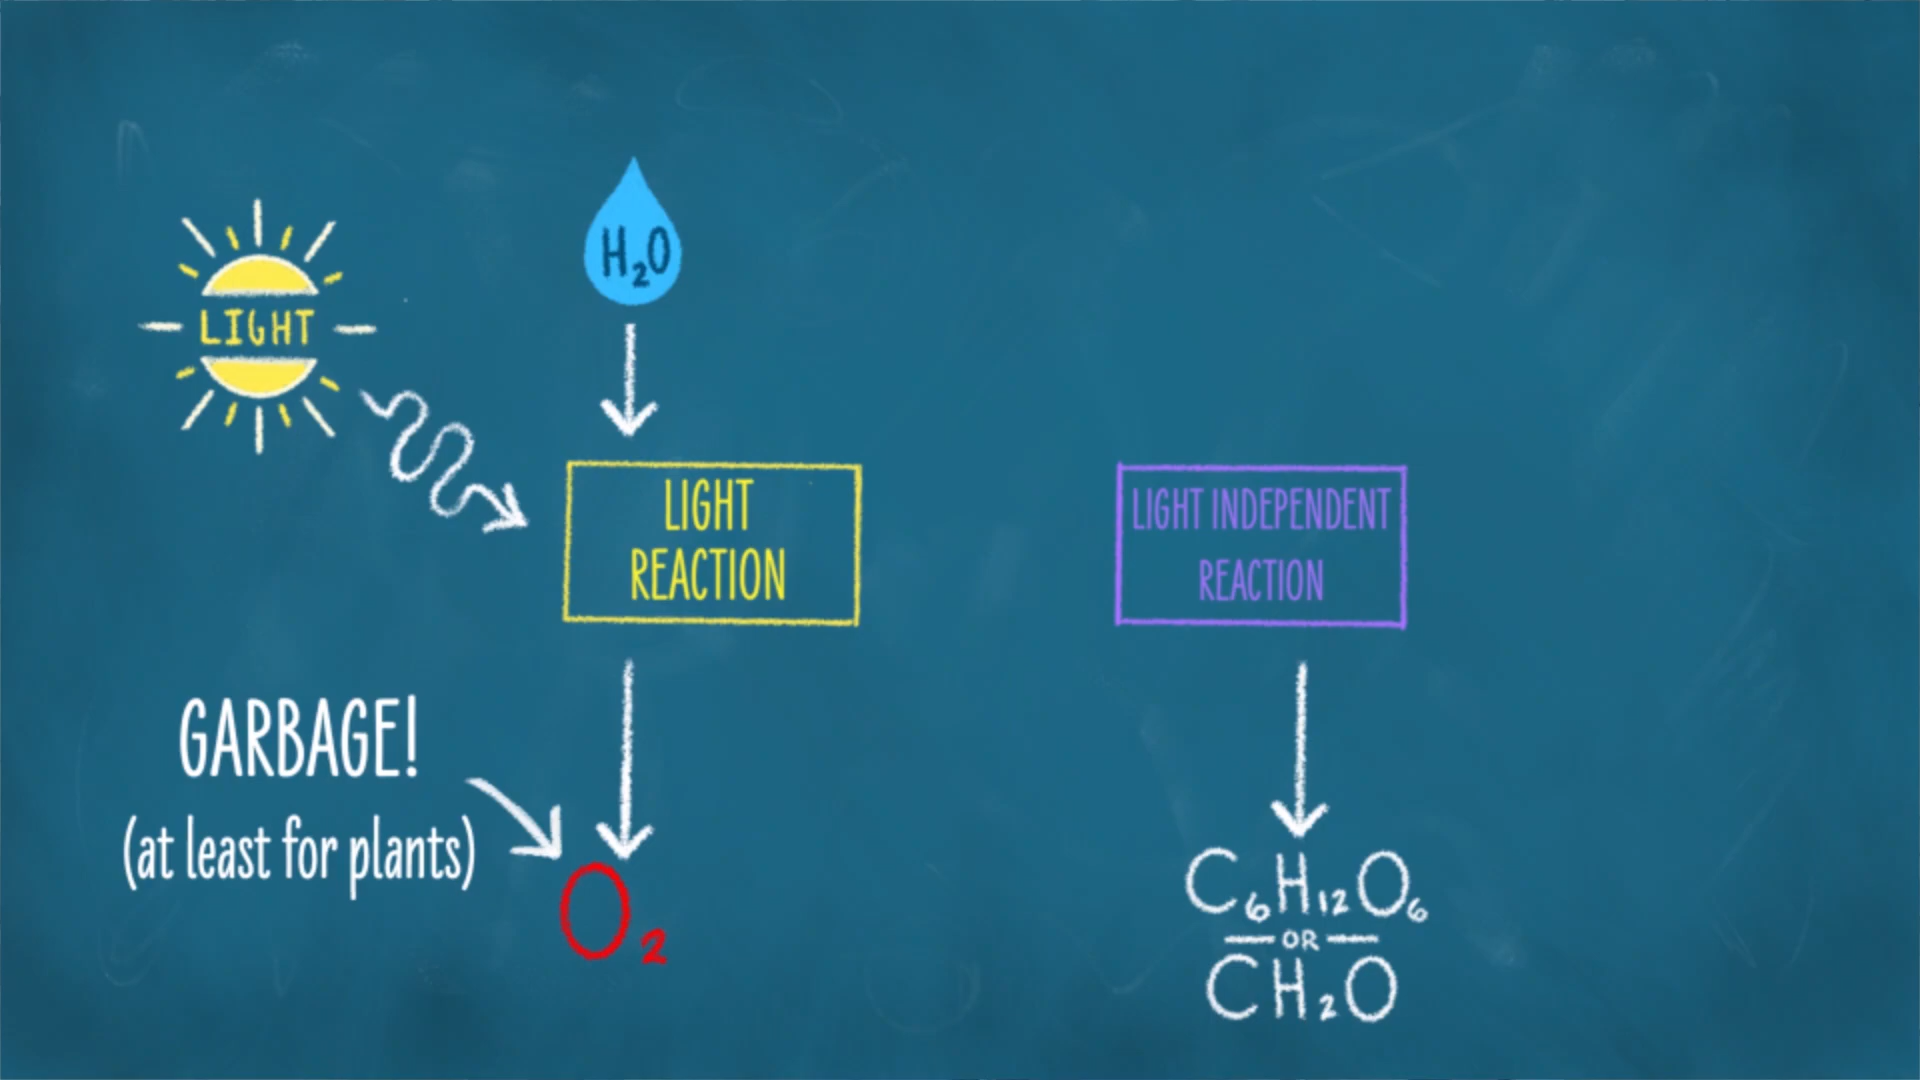 H₂O
LIGHT
LIGHT
REACTION
LIGHT INDEPENDENT
REACTION
GARBAGE!
(at least for plants)
O₂
C₆H₁₂O₆
OR
CH₂O